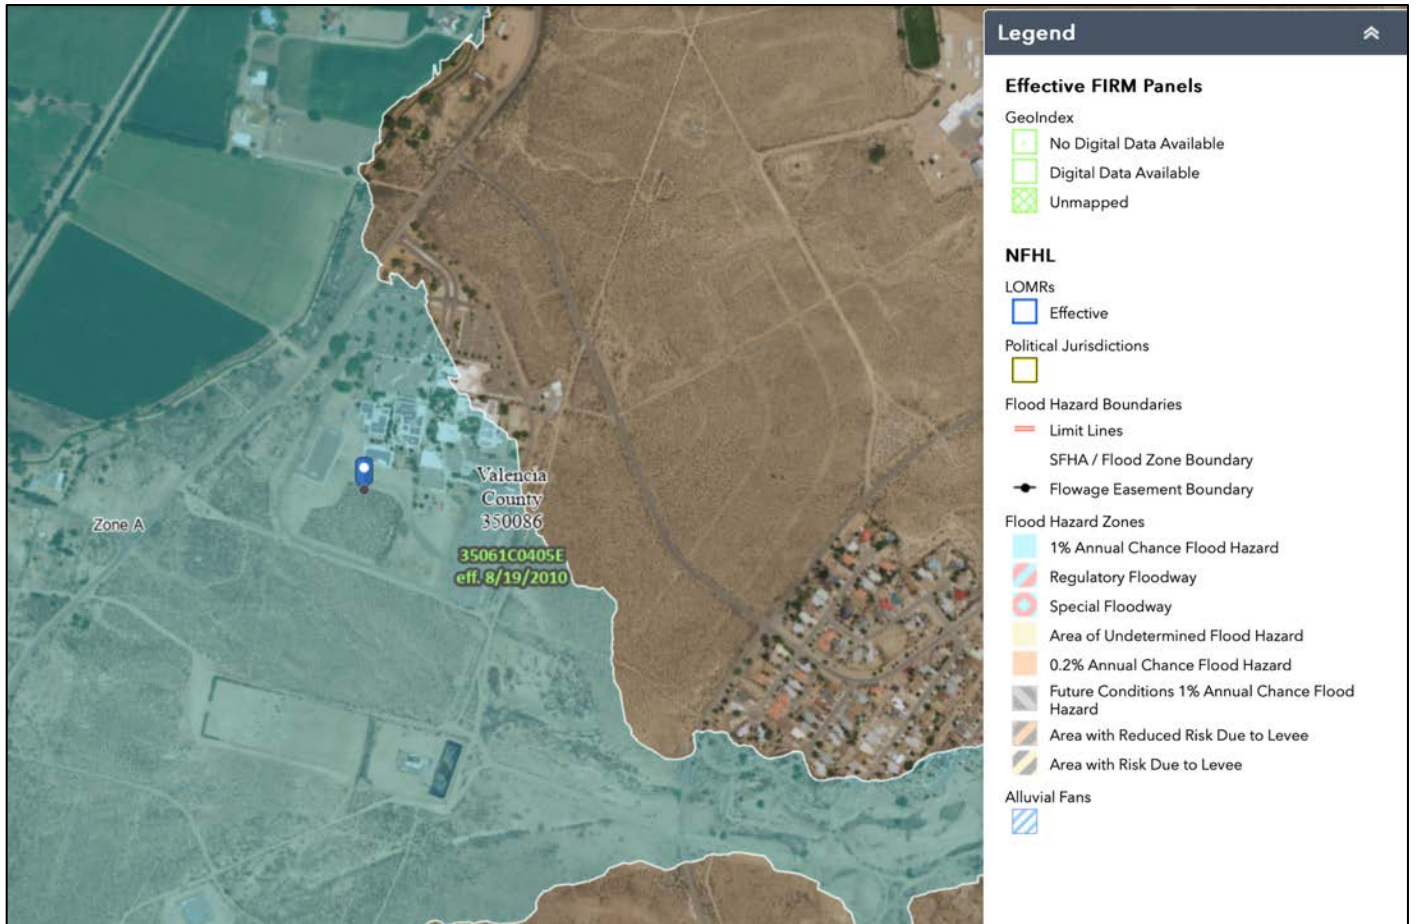 Zone A
Valencia
County
350086
35061C0405E
eff. 8/19/2010
Legend
Effective FIRM Panels
GeoIndex
No Digital Data Available
Digital Data Available
Unmapped
NFHL
LOMRs
Effective
Political Jurisdictions
Flood Hazard Boundaries
Limit Lines
SFHA / Flood Zone Boundary
Flowage Easement Boundary
Flood Hazard Zones
1% Annual Chance Flood Hazard
Regulatory Floodway
Special Floodway
Area of Undetermined Flood Hazard
0.2% Annual Chance Flood Hazard
Future Conditions 1% Annual Chance Flood
Hazard
Area with Reduced Risk Due to Levee
Area with Risk Due to Levee
Alluvial Fans